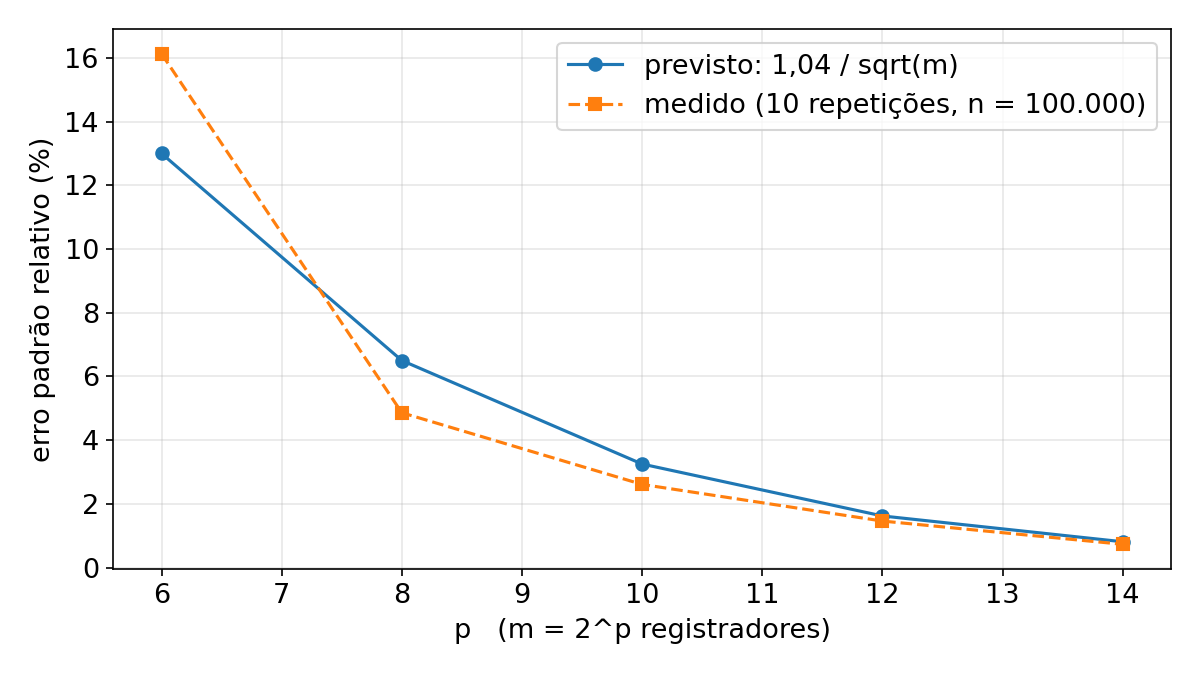 previsto: 1,04 / sqrt(m)
medido (10 repetições, n = 100.000)
erro padrão relativo (%)
16
14
12
10
8
6
4
2
0
6 7 8 9 10 11 12 13 14
p (m = 2^p registradores)